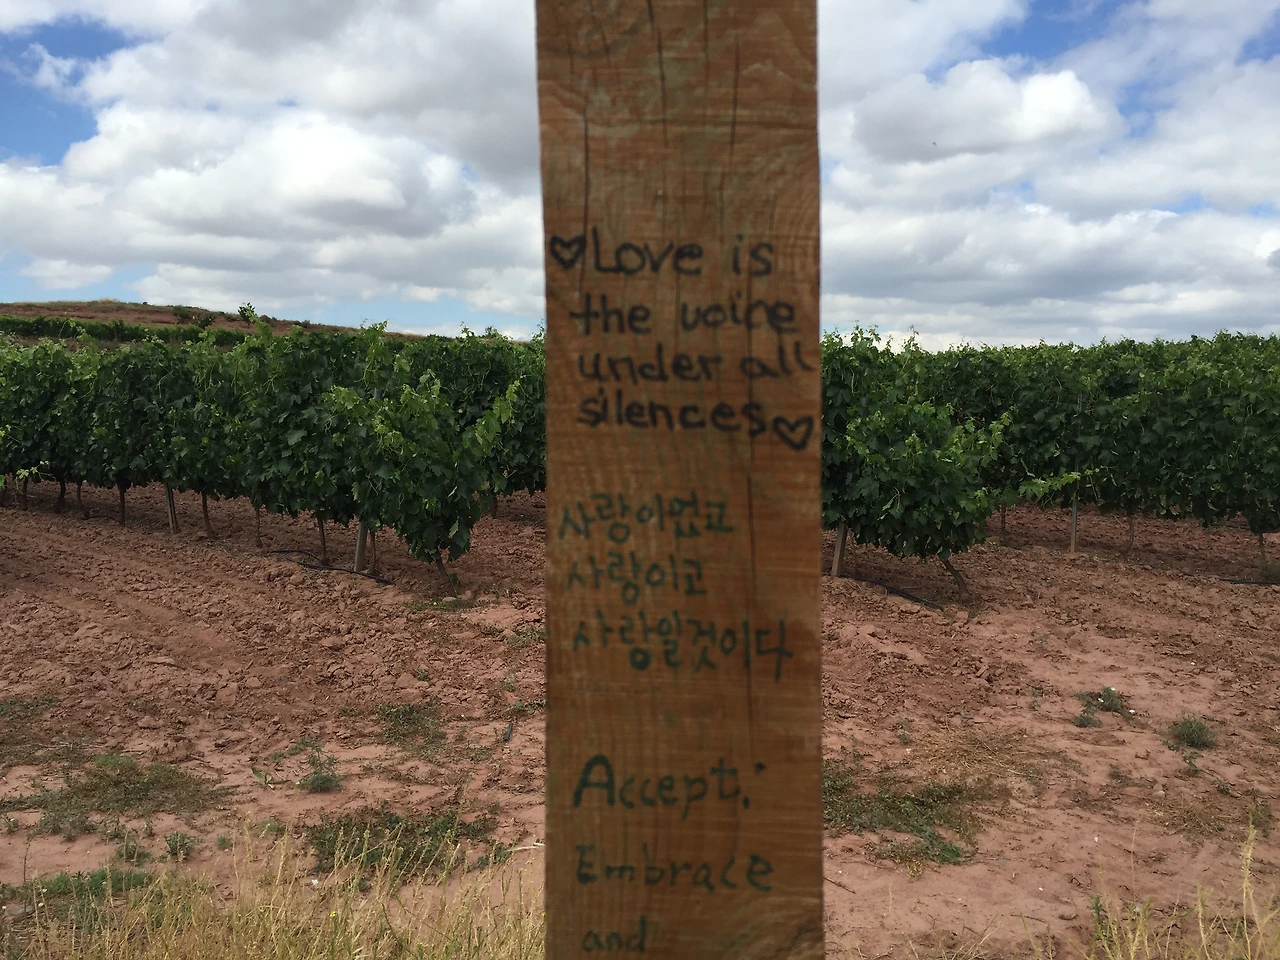 ♡Love is
the voice
under all
silences♡
사랑이었고
사랑이고
사랑일것이다
Accept.
Embrace
and